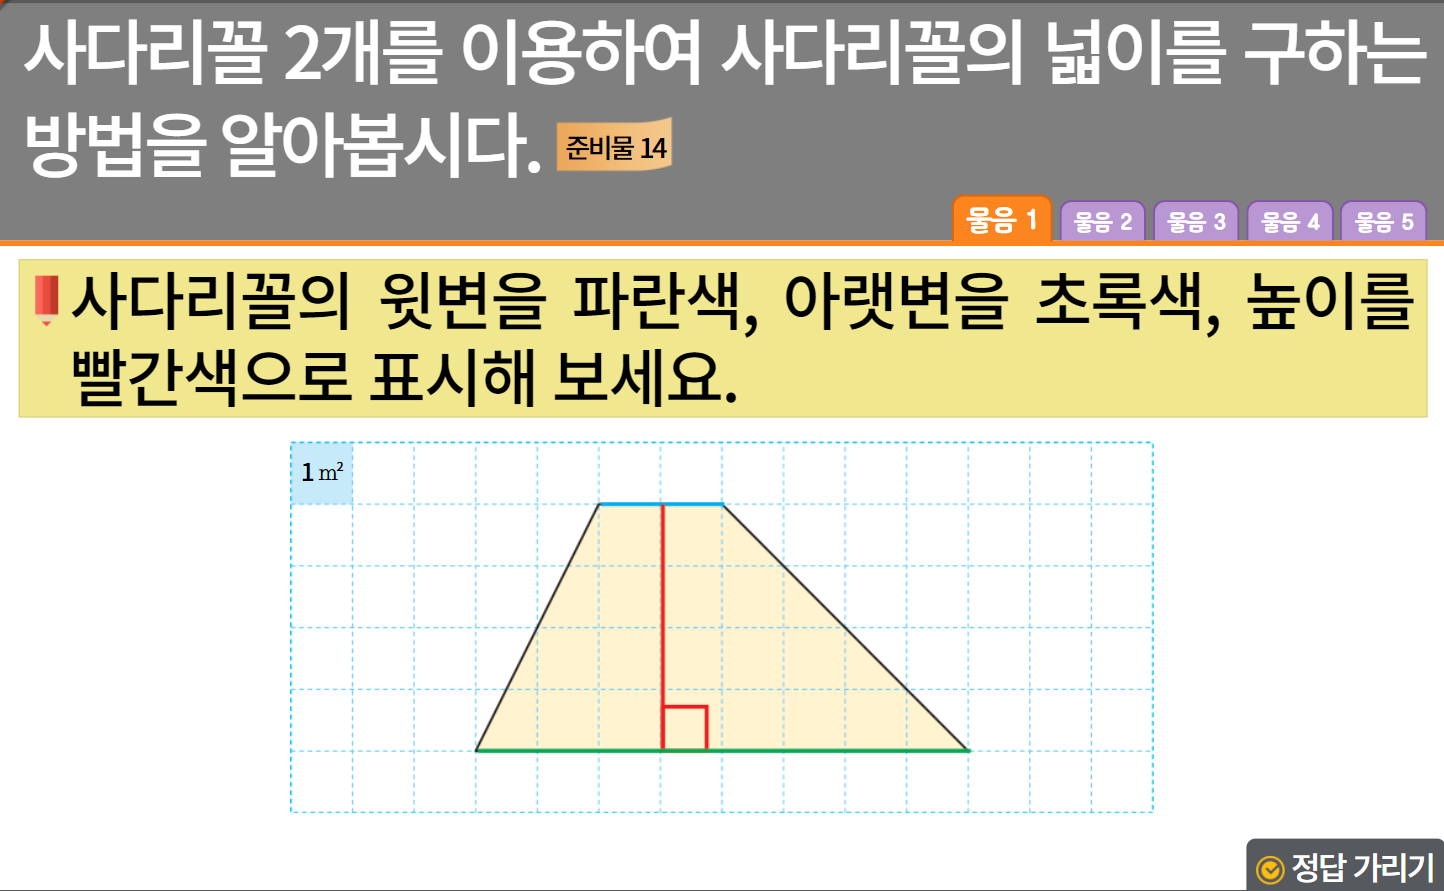 사다리꼴 2개를 이용하여 사다리꼴의 넓이를 구하는
방법을 알아봅시다. 준비물 14
물음 1 물음 2 물음 3 물음 4 물음 5
사다리꼴의 윗변을 파란색, 아랫변을 초록색, 높이를
빨간색으로 표시해 보세요.
1 m²
정답 가리기